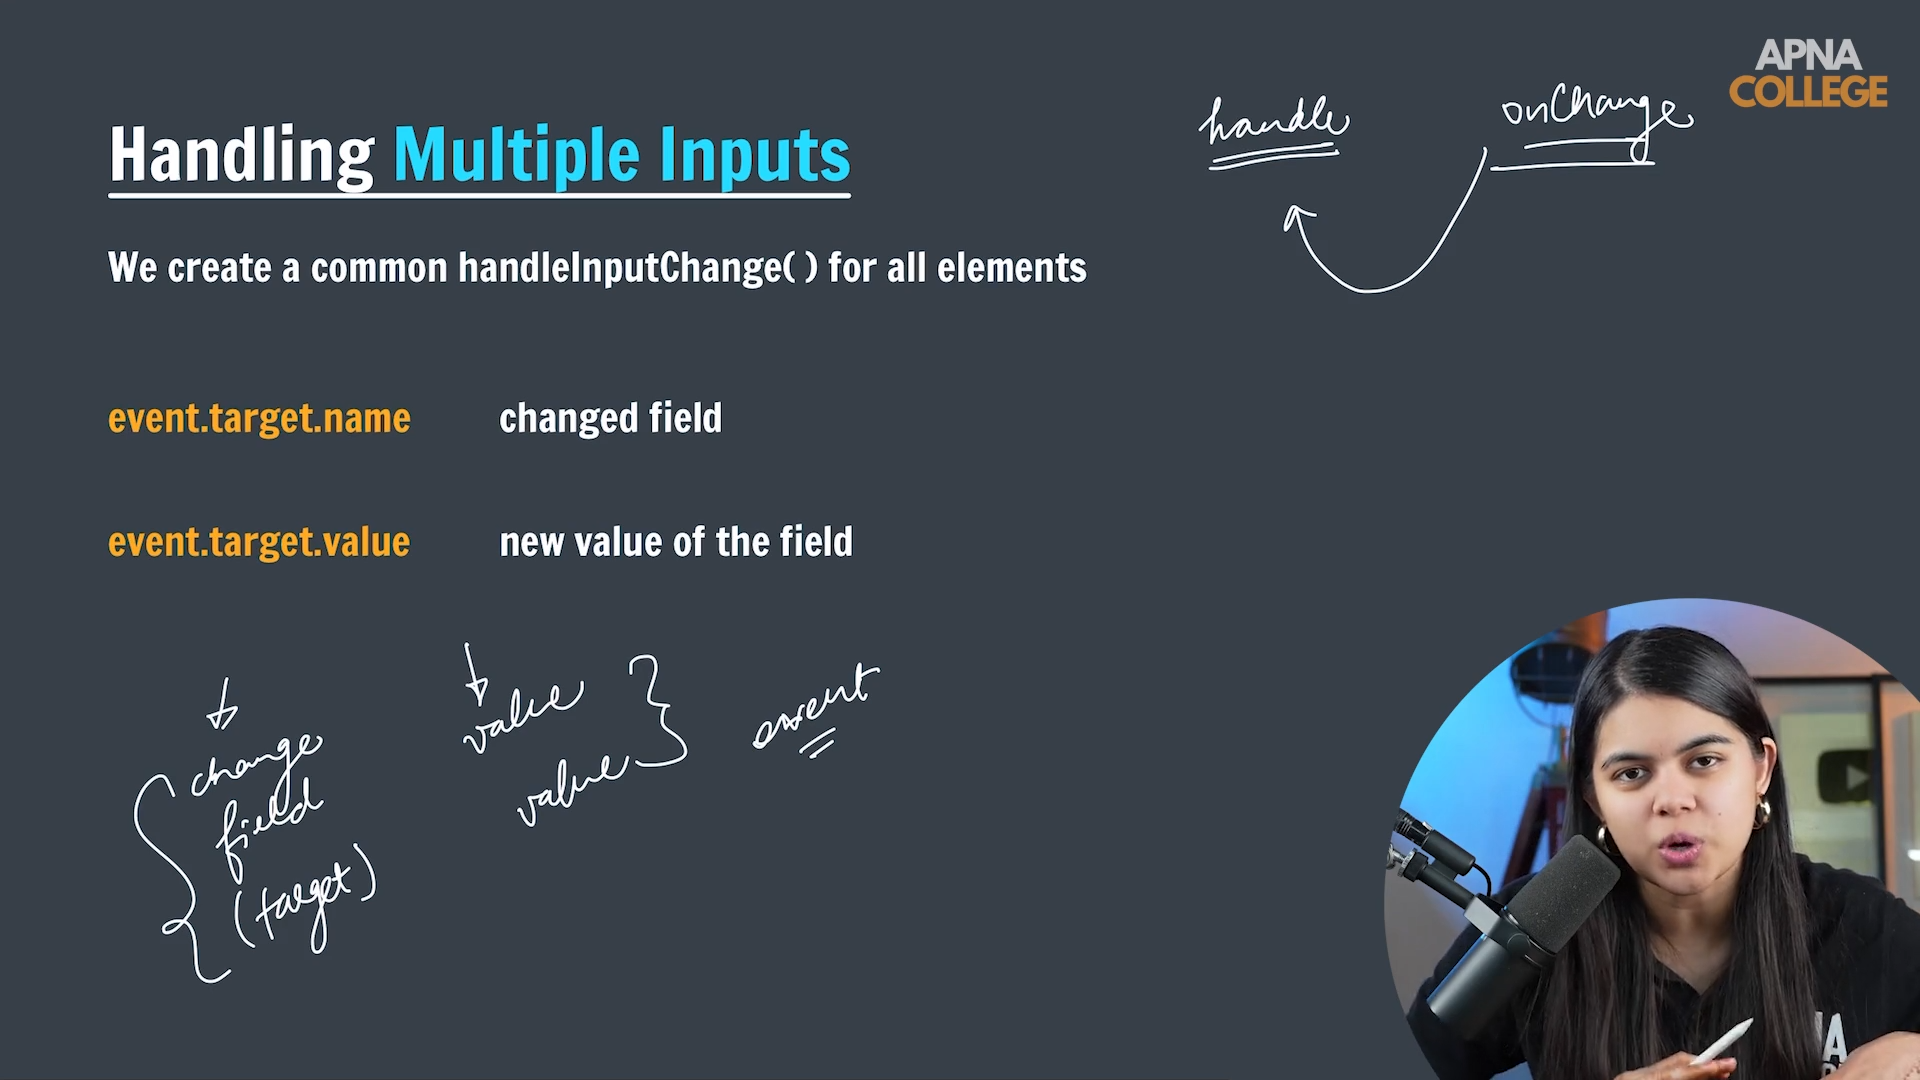 APNA
COLLEGE
handle
onChange
Handling Multiple Inputs
We create a common handleInputChange( ) for all elements
event.target.name changed field
event.target.value new value of the field
change
field
(target)
value
value
event